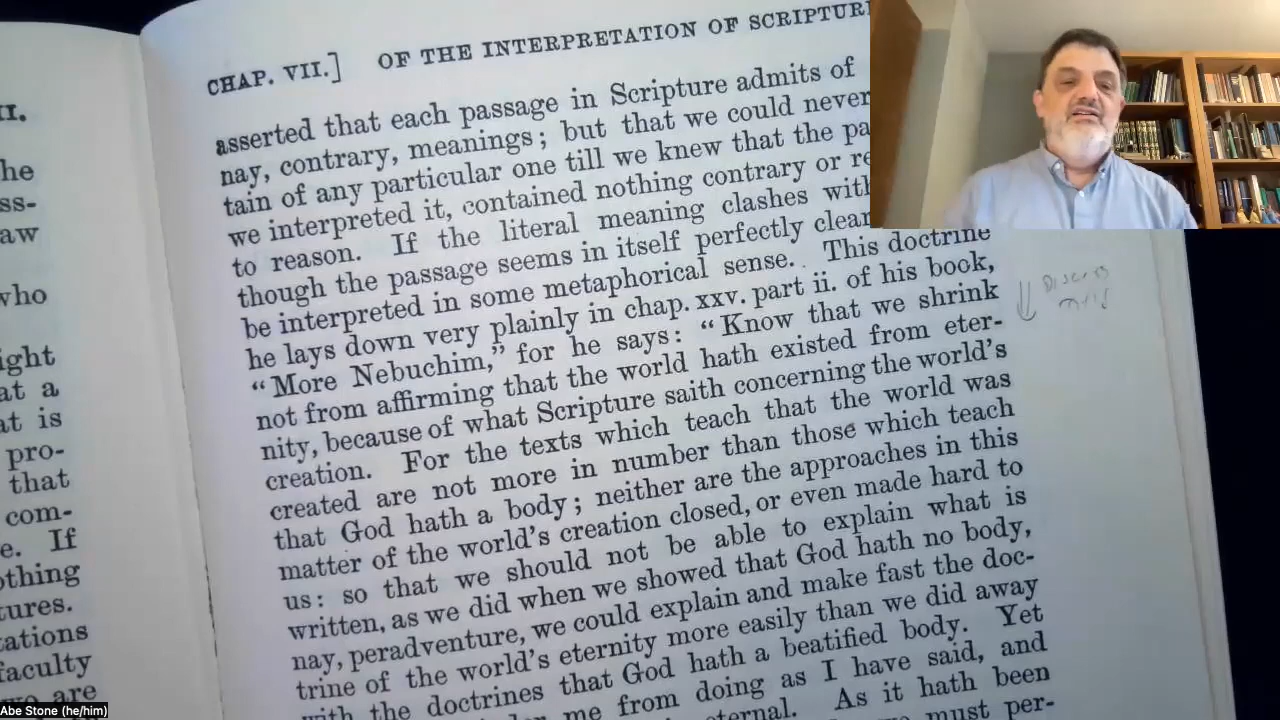 CHAP. VII.] OF THE INTERPRETATION OF SCRIPTURE
asserted that each passage in Scripture admits of
nay, contrary, meanings; but that we could never
tain of any particular one till we knew that the
we interpreted it, contained nothing contrary or
to reason. If the literal meaning clashes with
though the passage seems in itself perfectly clear
be interpreted in some metaphorical sense. This doctrine
he lays down very plainly in chap. xxv. part ii. of his book,
“More Nebuchim,” for he says: “Know that we shrink
not from affirming that the world hath existed from eter-
nity, because of what Scripture saith concerning the world's
creation. For the texts which teach that the world was
created are not more in number than those which teach
that God hath a body; neither are the approaches in this
matter of the world's creation closed, or even made hard to
us: so that we should not be able to explain what is
written, as we did when we showed that God hath no body,
nay, peradventure, we could explain and make fast the doc-
trine of the world's eternity more easily than we did away
with the doctrines that God hath a beatified body. Yet
me from doing as I have said, and
eternal. As it hath been
must per-
II.
he
ss-
aw
who
ight
at a
at is
pro-
that
com-
e. If
othing
tures.
tations
faculty
we are
Abe Stone (he/him)